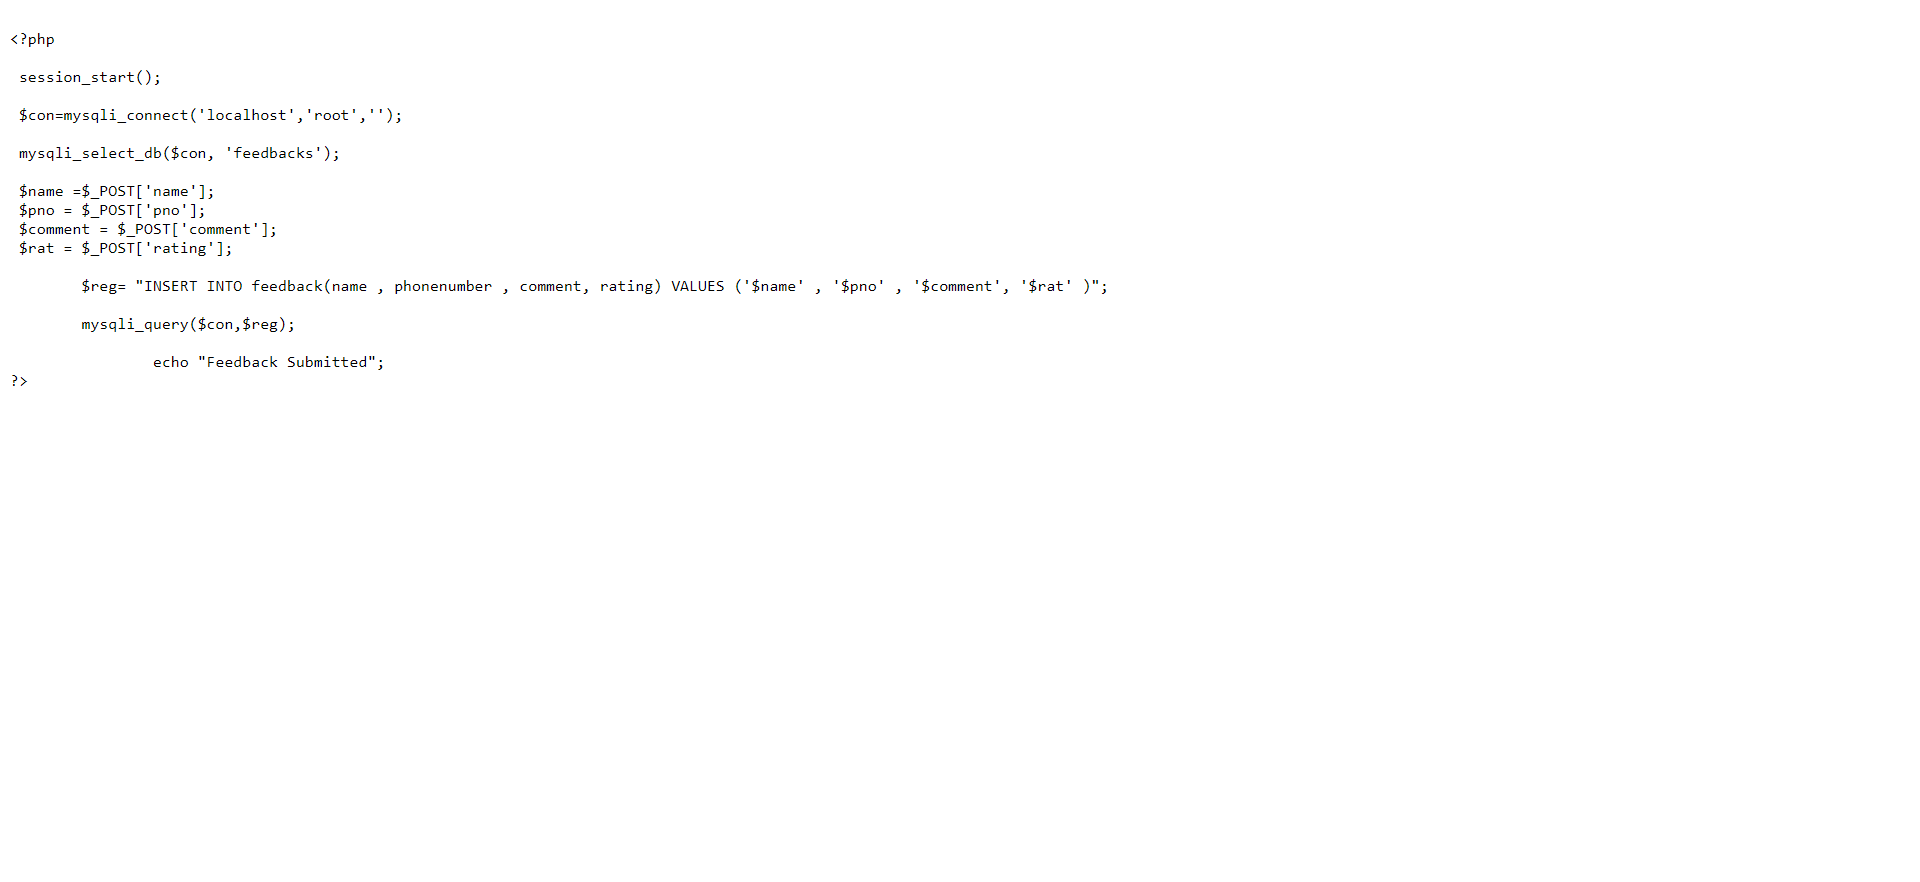 <?php
session_start();
$con=mysqli_connect('localhost','root','');
mysqli_select_db($con, 'feedbacks');
$name =$_POST['name'];
$pno = $_POST['pno'];
$comment = $_POST['comment'];
$rat = $_POST['rating'];
$reg= "INSERT INTO feedback(name , phonenumber , comment, rating) VALUES ('$name' , '$pno' , '$comment', '$rat' )";
mysqli_query($con,$reg);
echo "Feedback Submitted";
?>